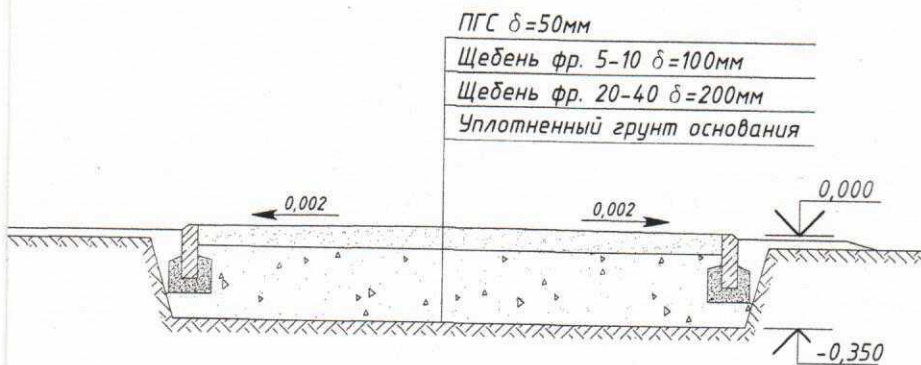 ПГС δ=50мм
Щебень фр. 5-10 δ=100мм
Щебень фр. 20-40 δ=200мм
Уплотненный грунт основания
0,002
0,002
0,000
-0,350